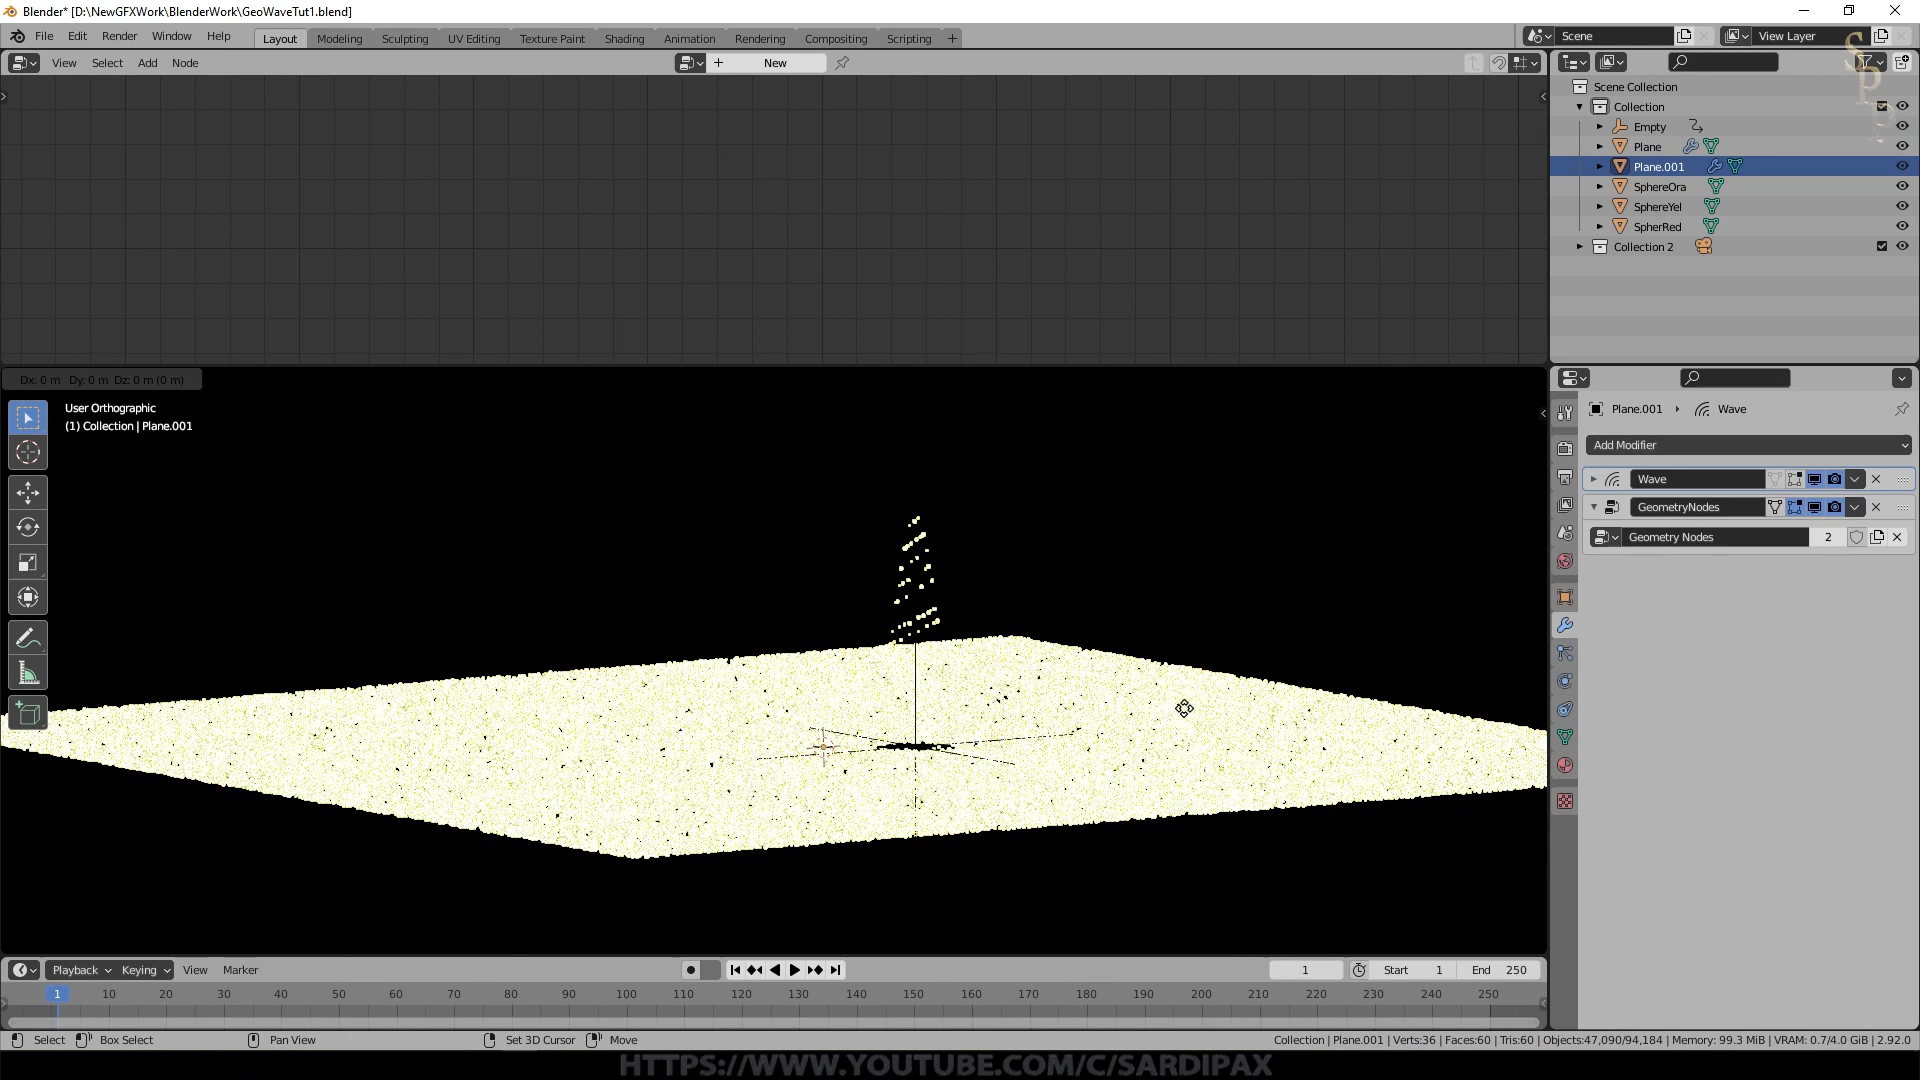 Blender* [D:\NewGFXWork\BlenderWork\GeoWaveTut1.blend]
File Edit Render Window Help Layout Modeling Sculpting UV Editing Texture Paint Shading Animation Rendering Compositing Scripting + Scene View Layer
View Select Add Node + New
Scene Collection
Collection
Empty
Plane
Plane.001
SphereOra
SphereYel
SpherRed
Collection 2
Dx: 0 m Dy: 0 m Dz: 0 m (0 m)
User Orthographic
(1) Collection | Plane.001
Plane.001 Wave
Add Modifier
Wave
GeometryNodes
Geometry Nodes 2
Playback Keying View Marker 1 Start 1 End 250
1 10 20 30 40 50 60 70 80 90 100 110 120 130 140 150 160 170 180 190 200 210 220 230 240 250
Select Box Select Pan View Set 3D Cursor Move Collection | Plane.001 | Verts:36 | Faces:60 | Tris:60 | Objects:47,090/94,184 | Memory: 99.3 MiB | VRAM: 0.7/4.0 GiB | 2.92.0
HTTPS://WWW.YOUTUBE.COM/C/SARDIPAX